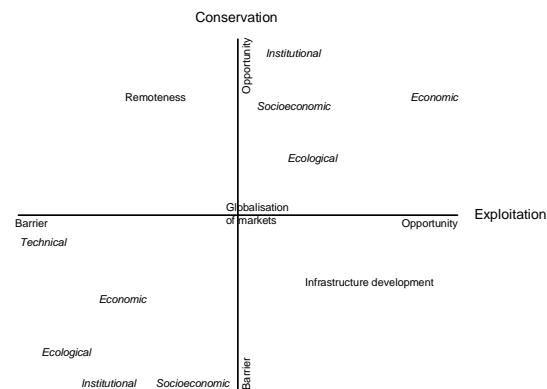 Conservation
Opportunity
Institutional
Remoteness
Economic
Socioeconomic
Ecological
Globalisation
of markets
Exploitation
Barrier
Opportunity
Technical
Infrastructure development
Economic
Ecological
Barrier
Institutional
Socioeconomic